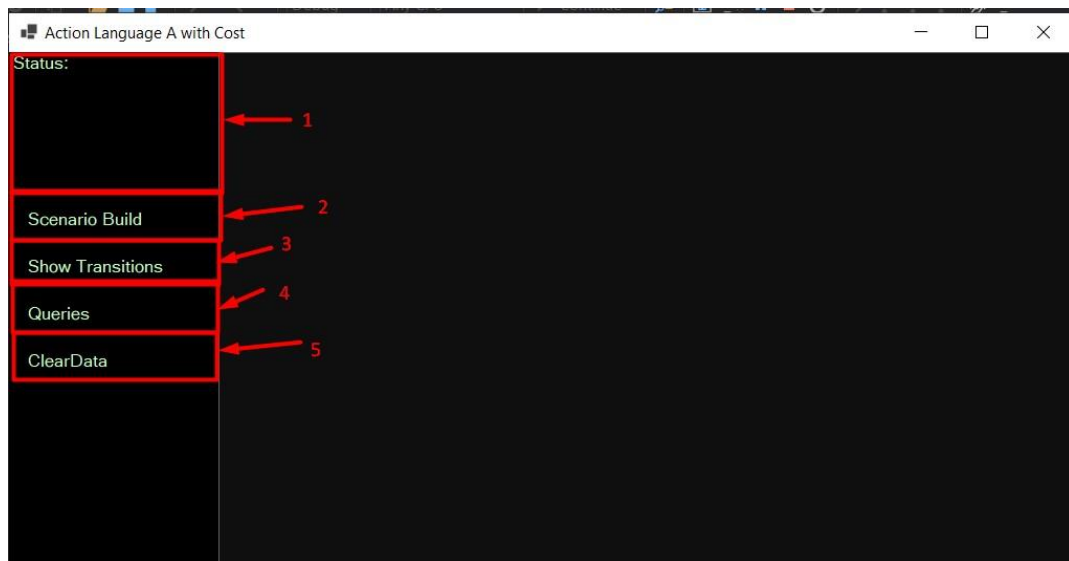 Action Language A with Cost
Status:
1
Scenario Build
2
Show Transitions
3
Queries
4
ClearData
5